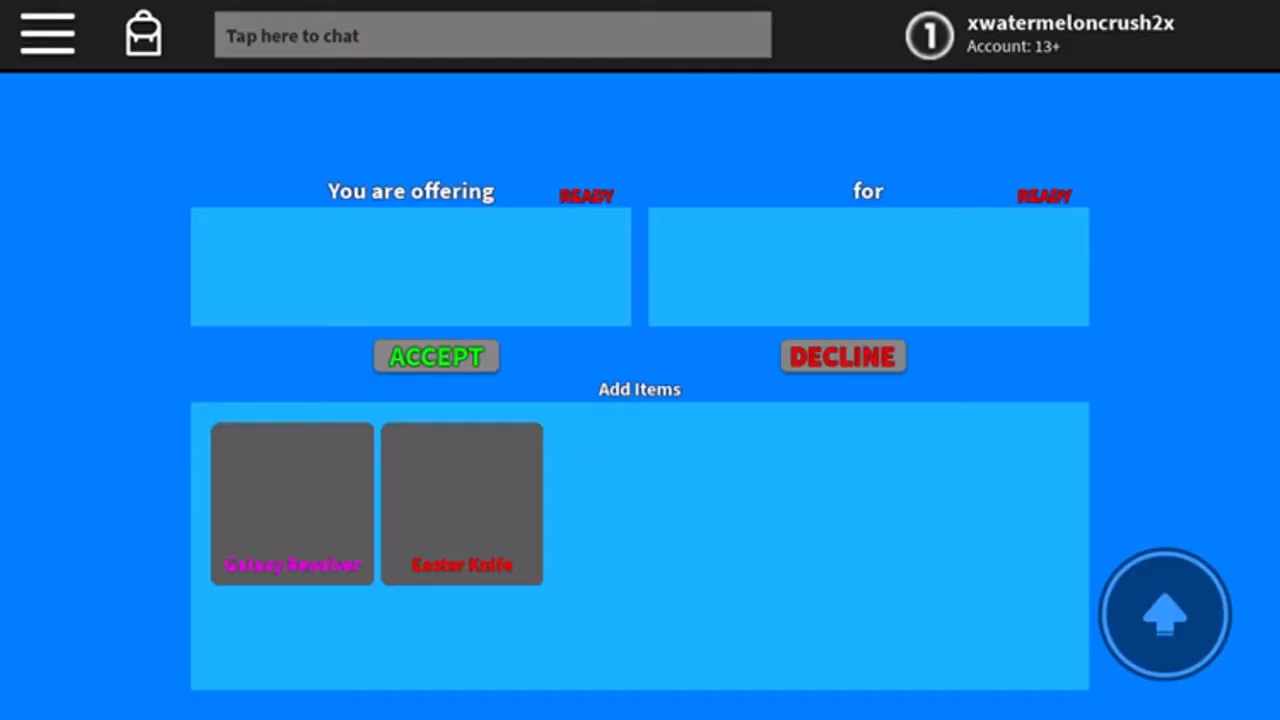 Tap here to chat
1
xwatermeloncrush2x
Account: 13+
You are offering
READY
for
READY
ACCEPT
DECLINE
Add Items
Galaxy Revolver
Easter Knife